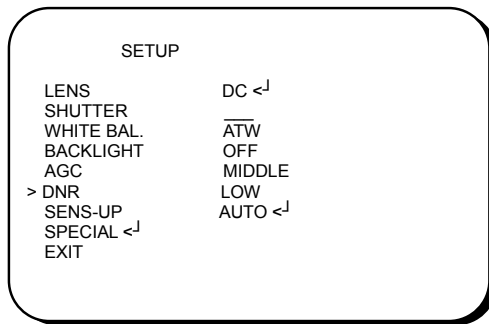 SETUP
LENS DC <┘
SHUTTER ___
WHITE BAL. ATW
BACKLIGHT OFF
AGC MIDDLE
> DNR LOW
SENS-UP AUTO <┘
SPECIAL <┘
EXIT